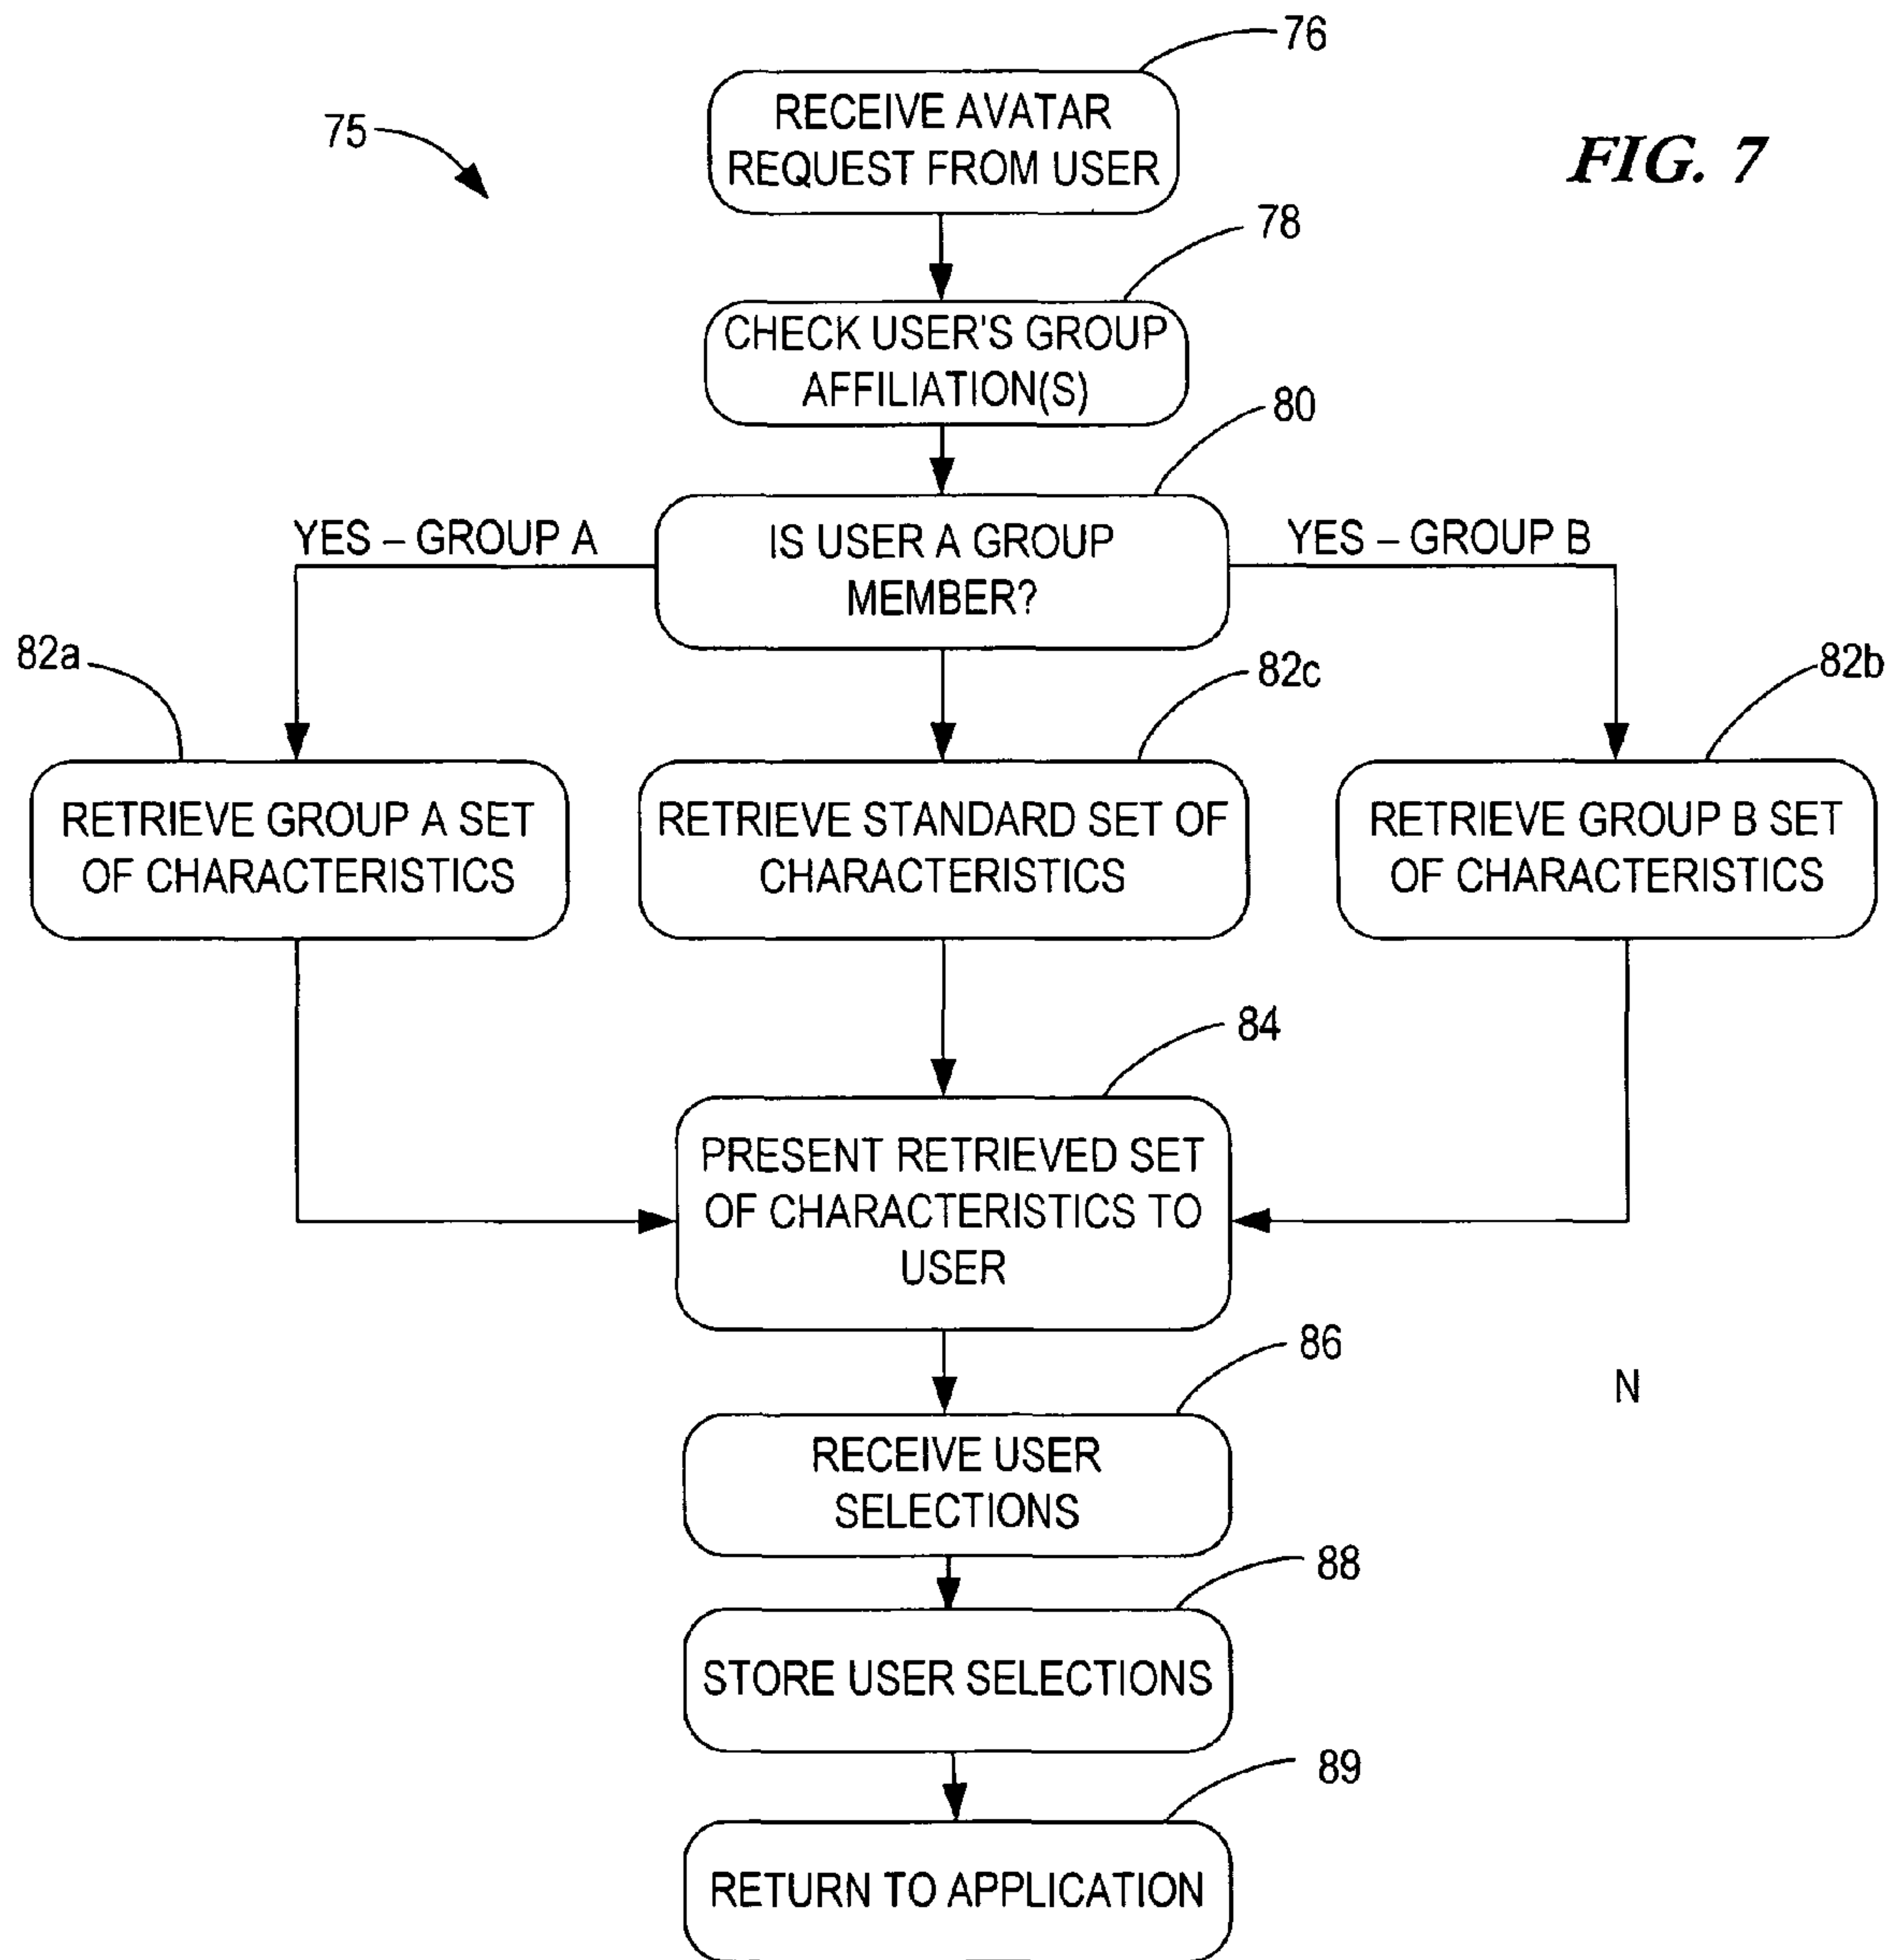 76
RECEIVE AVATAR
REQUEST FROM USER
75
FIG. 7
78
CHECK USER'S GROUP
AFFILIATION(S)
80
YES – GROUP A
IS USER A GROUP
MEMBER?
YES – GROUP B
82a
82c
82b
RETRIEVE GROUP A SET
OF CHARACTERISTICS
RETRIEVE STANDARD SET OF
CHARACTERISTICS
RETRIEVE GROUP B SET
OF CHARACTERISTICS
84
PRESENT RETRIEVED SET
OF CHARACTERISTICS TO
USER
86
N
RECEIVE USER
SELECTIONS
88
STORE USER SELECTIONS
89
RETURN TO APPLICATION